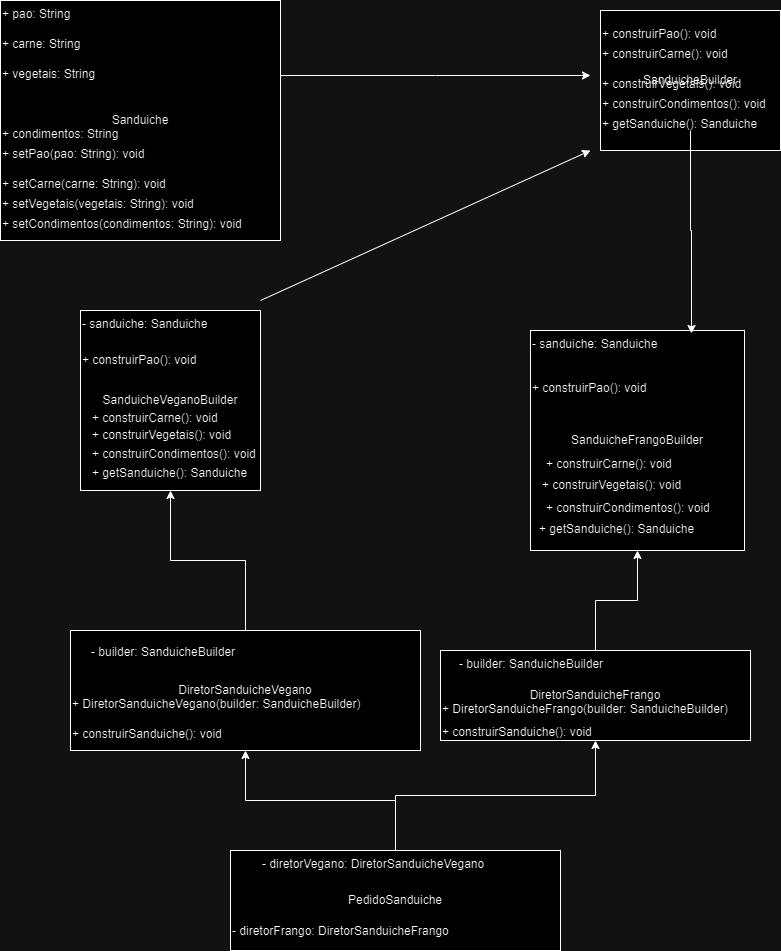 + pao: String
+ carne: String
+ vegetais: String
Sanduiche
+ condimentos: String
+ setPao(pao: String): void
+ setCarne(carne: String): void
+ setVegetais(vegetais: String): void
+ setCondimentos(condimentos: String): void
+ construirPao(): void
+ construirCarne(): void
SanduicheBuilder
+ construirVegetais(): void
+ construirCondimentos(): void
+ getSanduiche(): Sanduiche
- sanduiche: Sanduiche
+ construirPao(): void
SanduicheVeganoBuilder
+ construirCarne(): void
+ construirVegetais(): void
+ construirCondimentos(): void
+ getSanduiche(): Sanduiche
- sanduiche: Sanduiche
+ construirPao(): void
SanduicheFrangoBuilder
+ construirCarne(): void
+ construirVegetais(): void
+ construirCondimentos(): void
+ getSanduiche(): Sanduiche
- builder: SanduicheBuilder
DiretorSanduicheVegano
+ DiretorSanduicheVegano(builder: SanduicheBuilder)
+ construirSanduiche(): void
- builder: SanduicheBuilder
DiretorSanduicheFrango
+ DiretorSanduicheFrango(builder: SanduicheBuilder)
+ construirSanduiche(): void
- diretorVegano: DiretorSanduicheVegano
PedidoSanduiche
- diretorFrango: DiretorSanduicheFrango